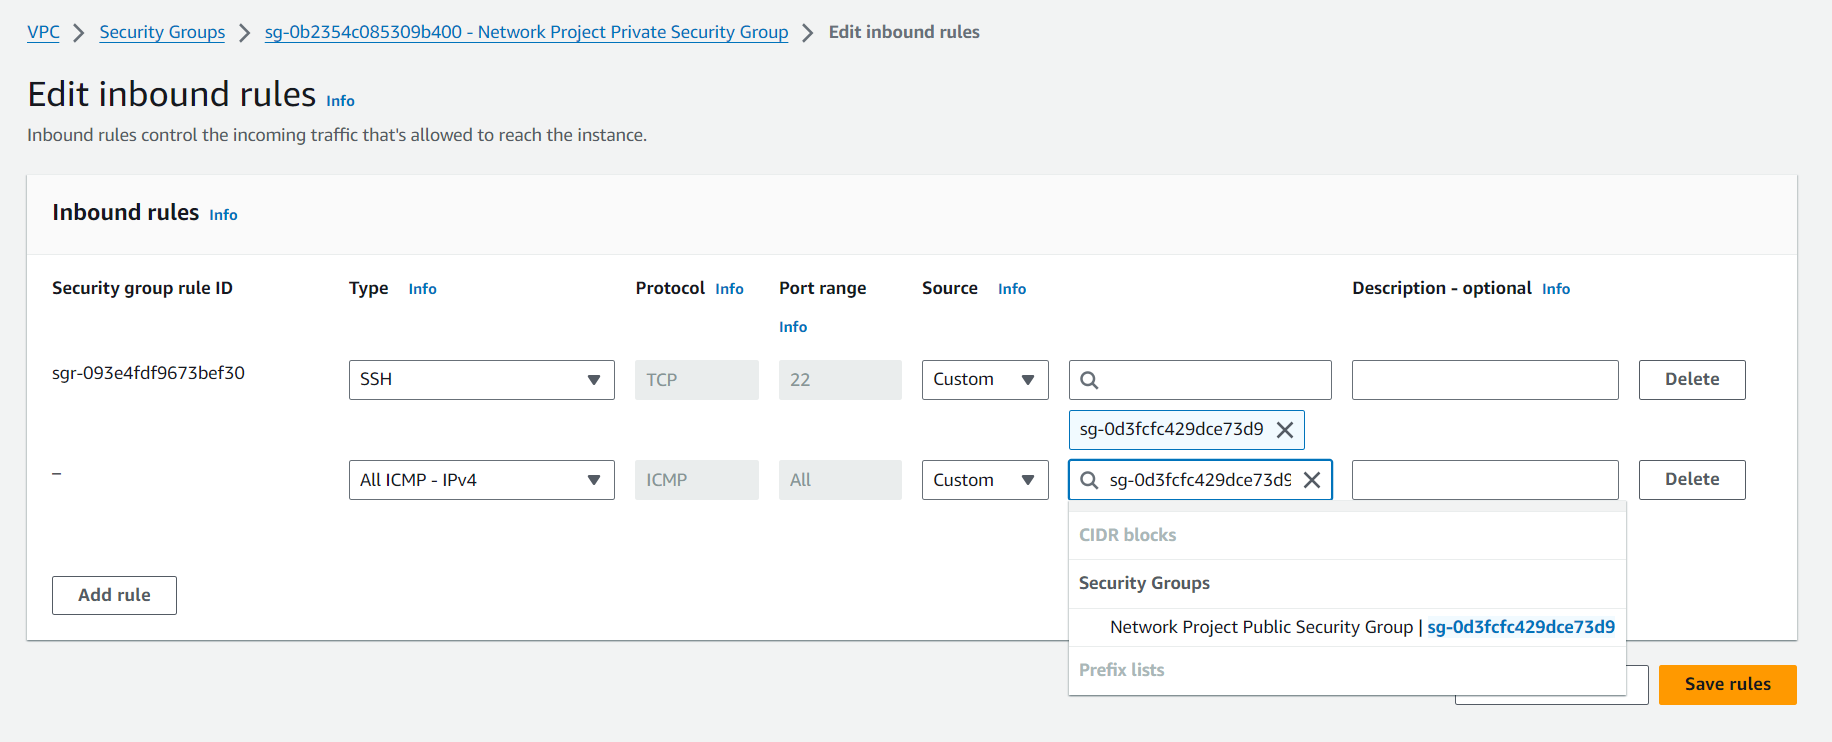 VPC > Security Groups > sg-0b2354c085309b400 - Network Project Private Security Group > Edit inbound rules
Edit inbound rules Info
Inbound rules control the incoming traffic that's allowed to reach the instance.
Inbound rules Info
Security group rule ID Type Info Protocol Info Port range Source Info Description - optional Info
Info
sgr-093e4fdf9673bef30 SSH TCP 22 Custom Delete
sg-0d3fcfc429dce73d9
– All ICMP - IPv4 ICMP All Custom sg-0d3fcfc429dce73d9 Delete
CIDR blocks
Security Groups
Add rule
Network Project Public Security Group | sg-0d3fcfc429dce73d9
Prefix lists
Save rules